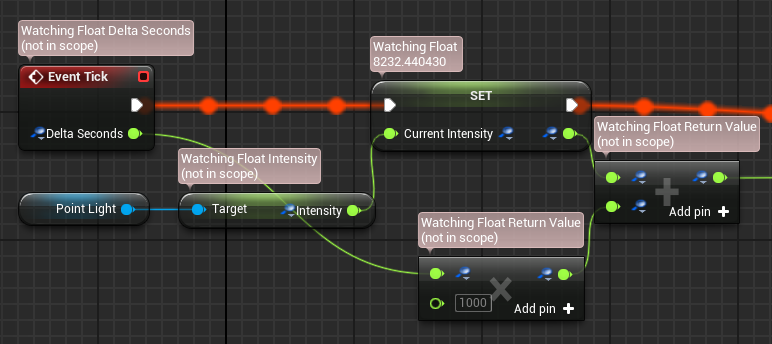 Watching Float Delta Seconds
(not in scope)
Event Tick
Delta Seconds
Watching Float
8232.440430
SET
Current Intensity
Watching Float Intensity
(not in scope)
Point Light
Target
Intensity
Watching Float Return Value
(not in scope)
Add pin
Watching Float Return Value
(not in scope)
1000
Add pin